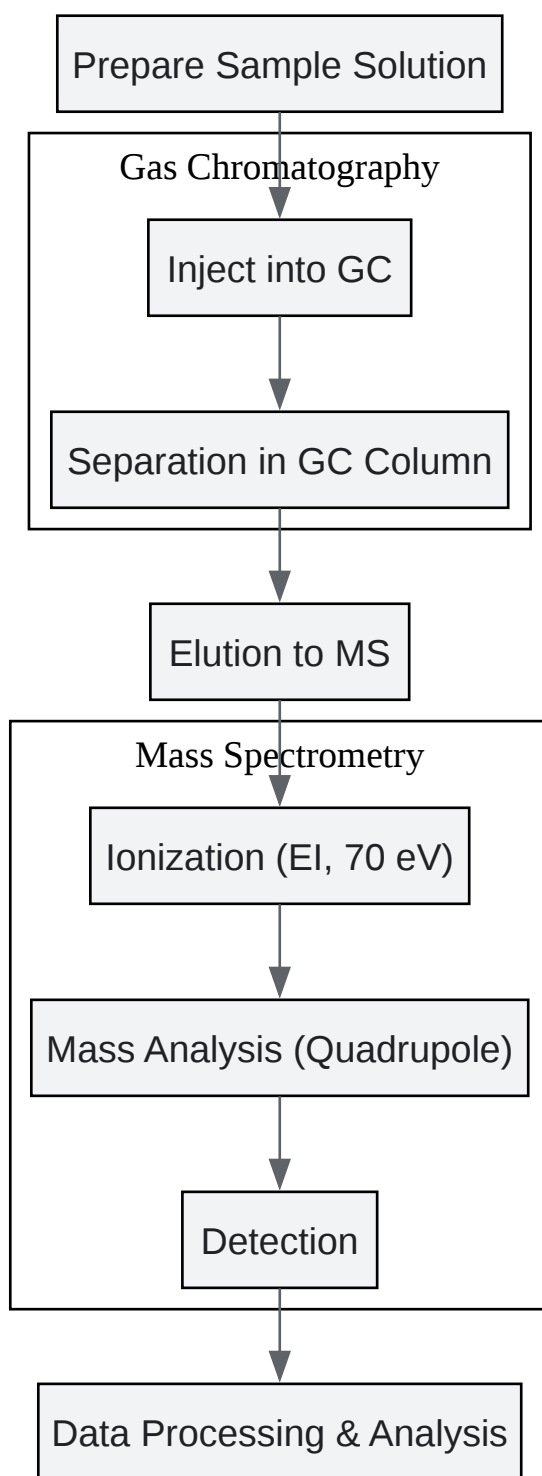 Prepare Sample Solution
Gas Chromatography
Inject into GC
Separation in GC Column
Elution to MS
Mass Spectrometry
Ionization (EI, 70 eV)
Mass Analysis (Quadrupole)
Detection
Data Processing & Analysis